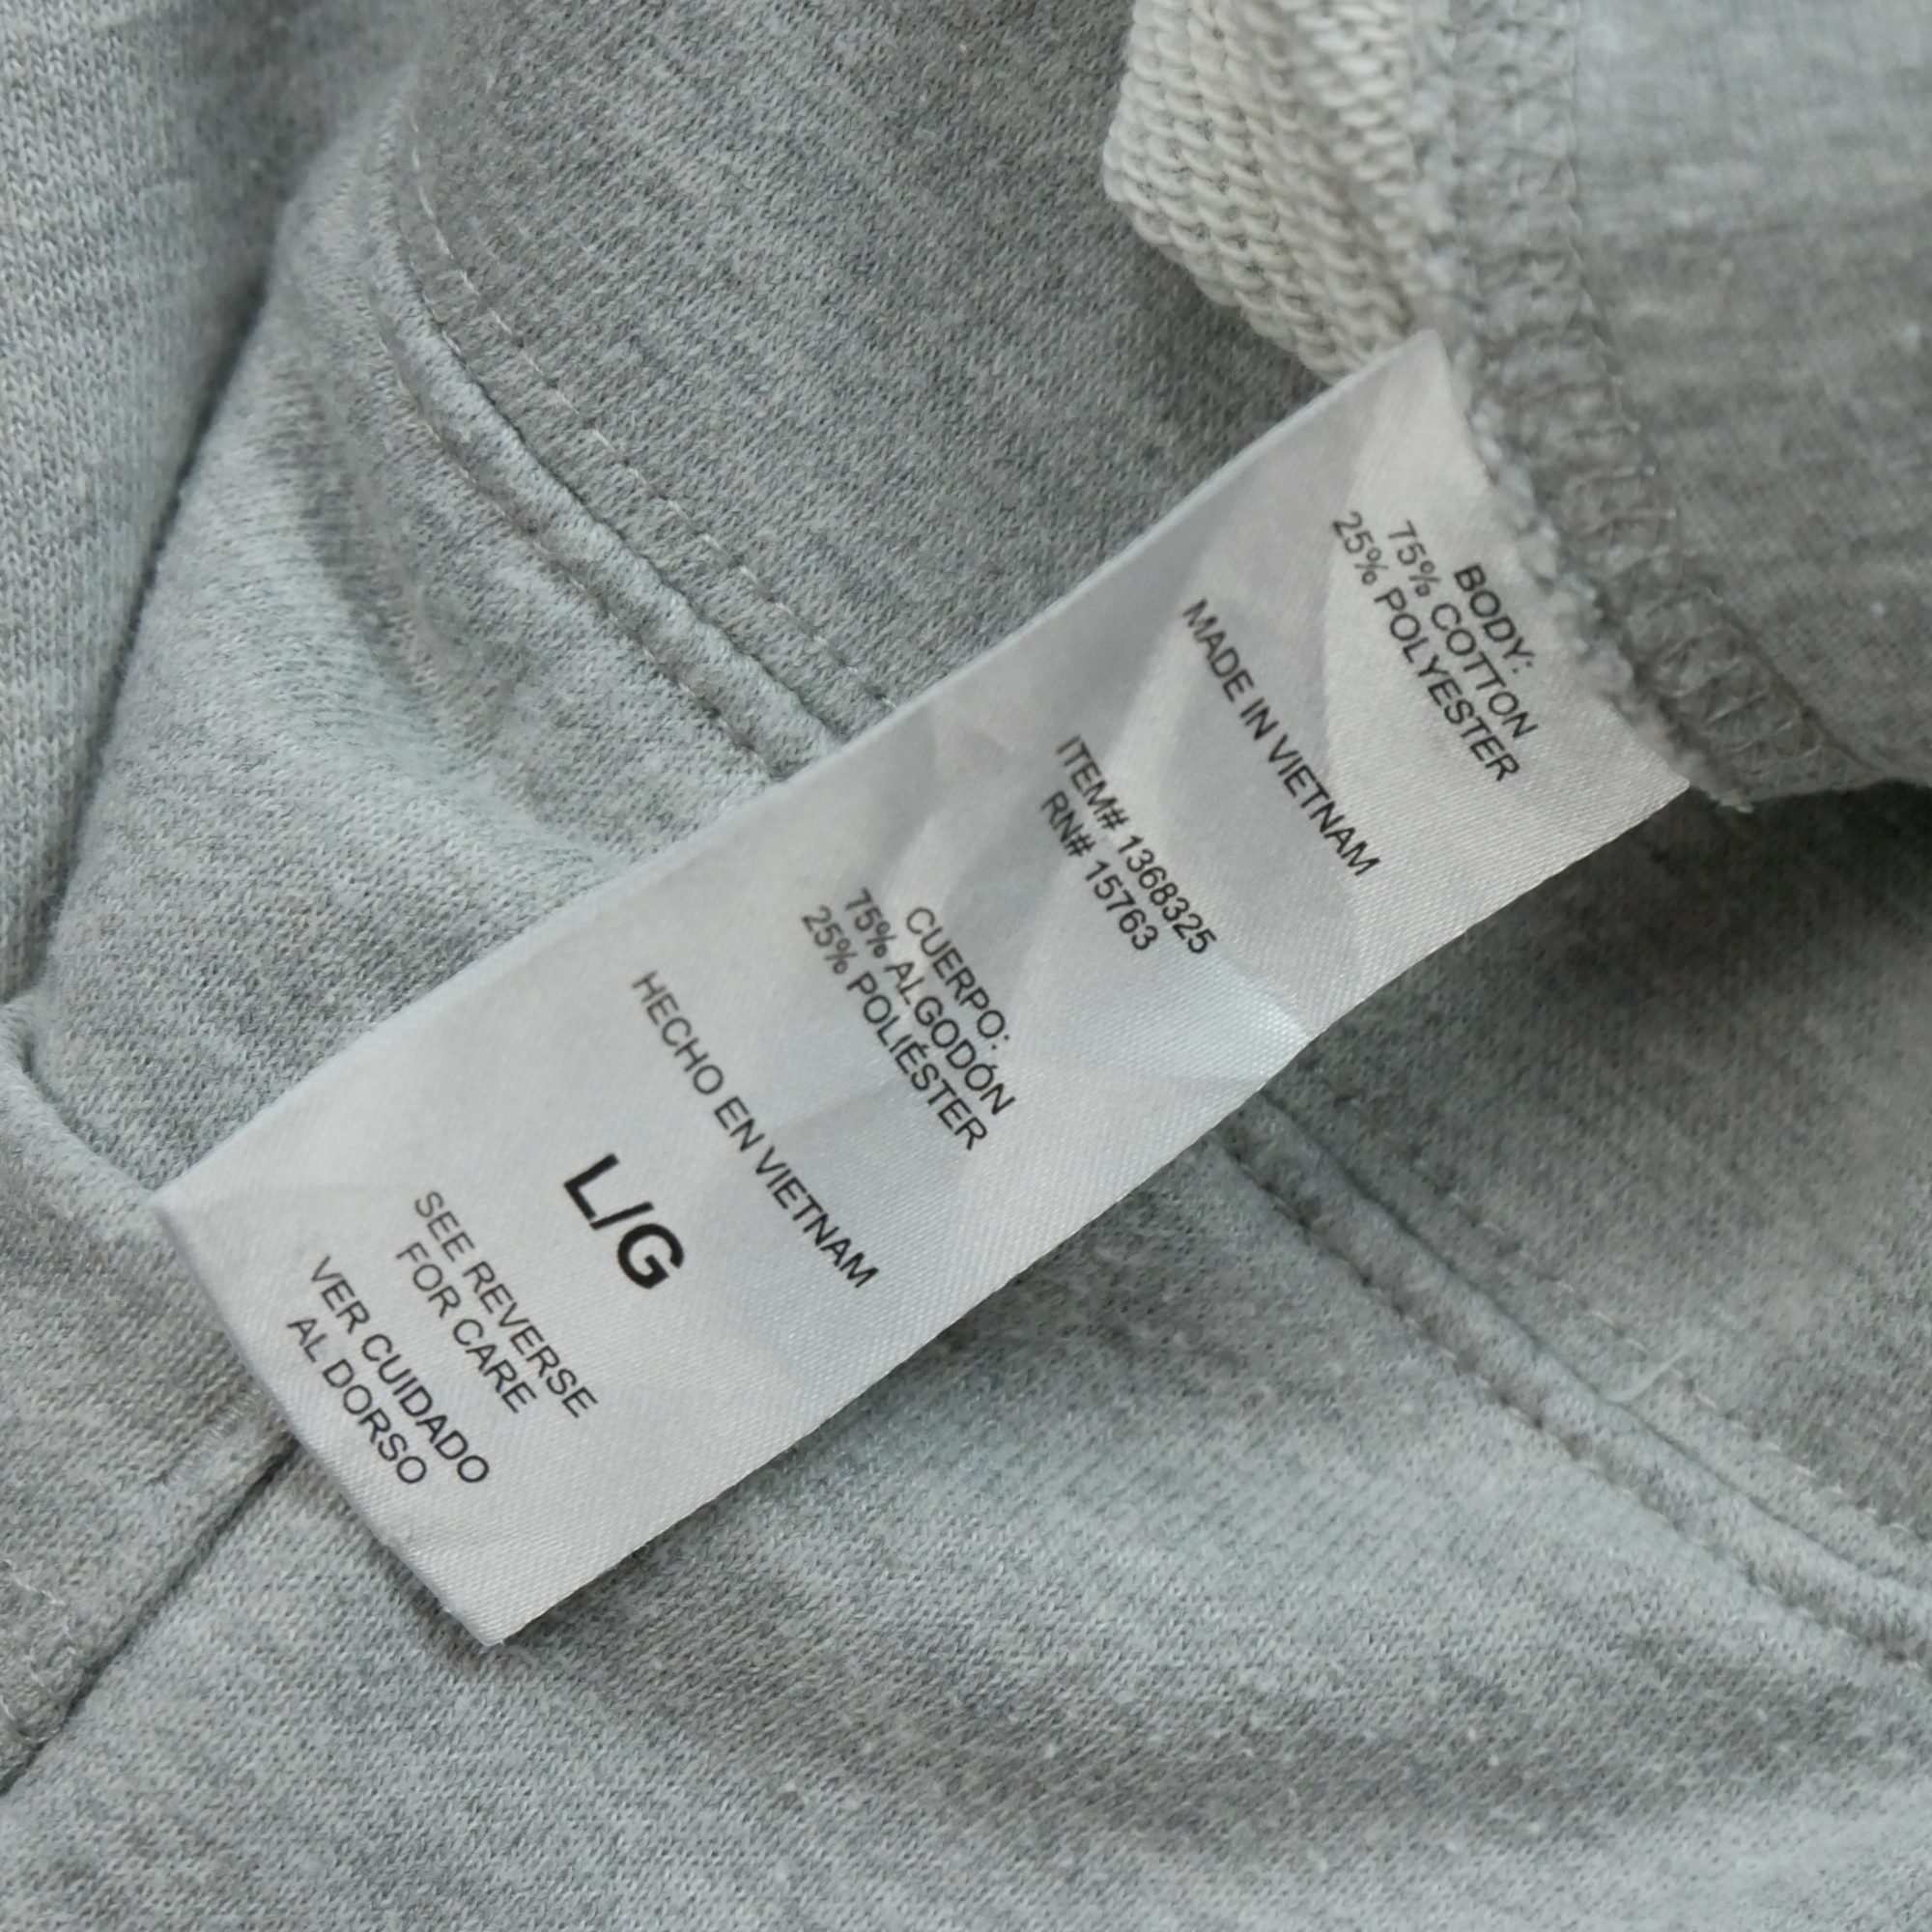 BODY:
75% COTTON
25% POLYESTER
MADE IN VIETNAM
ITEM# 1368325
RN# 15763
CUERPO:
75% ALGODÓN
25% POLIÉSTER
HECHO EN VIETNAM
L/G
SEE REVERSE
FOR CARE
VER CUIDADO
AL DORSO